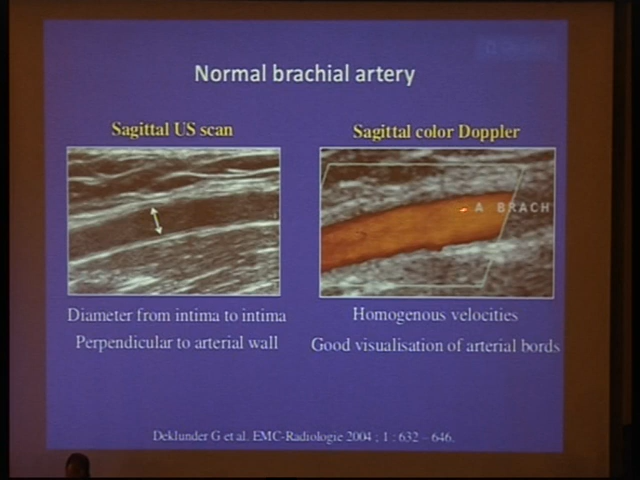 Normal brachial artery
Sagittal US scan
Sagittal color Doppler
A BRACH
Diameter from intima to intima
Perpendicular to arterial wall
Homogenous velocities
Good visualisation of arterial bords
Deklunder G et al. EMC-Radiologie 2004 ; 1 : 632 – 646.